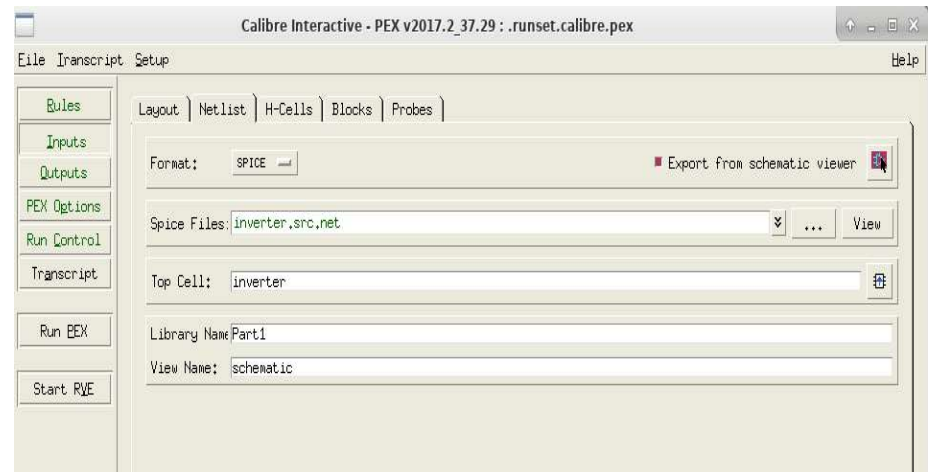 Calibre Interactive - PEX v2017.2_37.29 : .runset.calibre.pex
File Transcript Setup Help
Rules
Inputs
Outputs
PEX Options
Run Control
Transcript
Run PEX
Start RVE
Layout Netlist H-Cells Blocks Probes
Format: SPICE Export from schematic viewer
Spice Files: inverter.src.net ... View
Top Cell: inverter
Library Name Part1
View Name: schematic